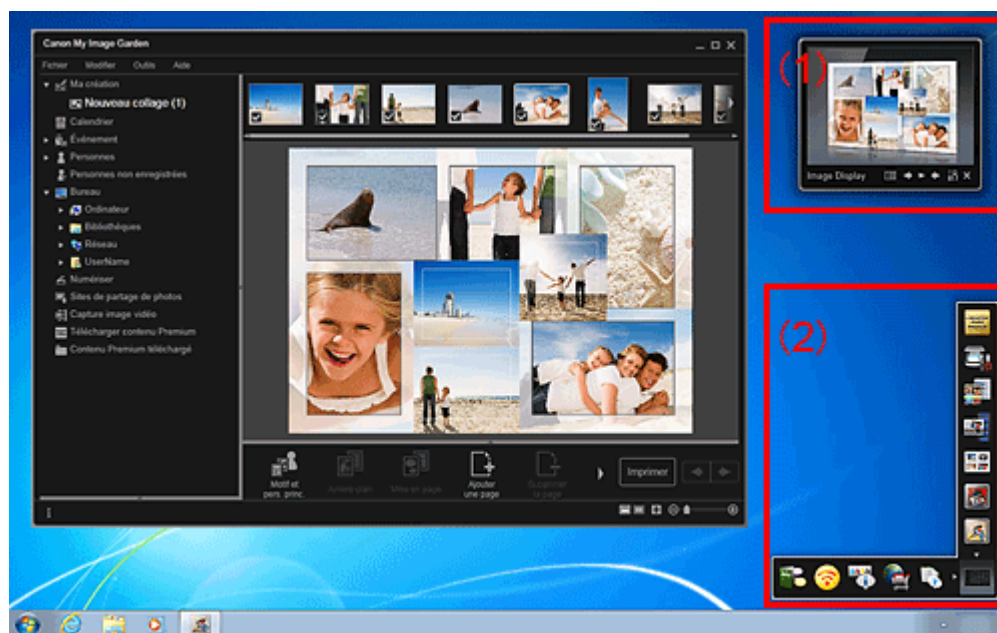 Canon My Image Garden
Fichier Modifier Outils Aide
Ma création
Nouveau collage (1)
Calendrier
Événement
Personnes
Personnes non enregistrées
Bureau
Ordinateur
Bibliothèques
Réseau
UserName
Numériser
Sites de partage de photos
Capture image vidéo
Télécharger contenu Premium
Contenu Premium téléchargé
Motif et
pers. princ.
Arrière-plan
Mise en page
Ajouter
une page
Supprimer
la page
Imprimer
(1)
Image Display
(2)